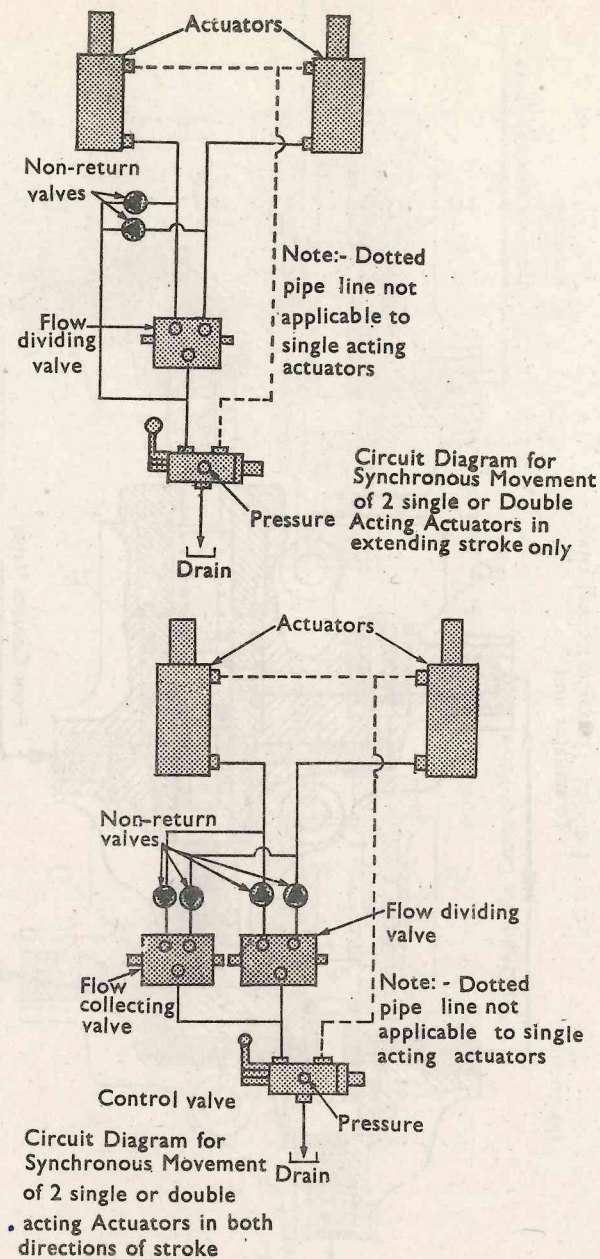 Actuators
Non-return
valves
Note:- Dotted
pipe line not
applicable to
single acting
actuators
Flow
dividing
valve
Circuit Diagram for
Synchronous Movement
of 2 single or Double
Acting Actuators in
extending stroke only
Pressure
Drain
Actuators
Non-return
valves
Flow dividing
valve
Flow
collecting
valve
Note: - Dotted
pipe line not
applicable to single
acting actuators
Control valve
Pressure
Drain
Circuit Diagram for
Synchronous Movement
of 2 single or double
acting Actuators in both
directions of stroke